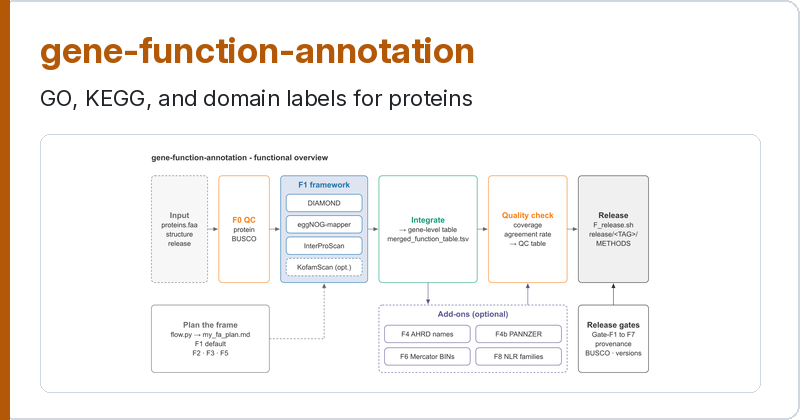 gene-function-annotation
GO, KEGG, and domain labels for proteins
gene-function-annotation - functional overview
Input
proteins.faa
structure
release
F0 QC
protein
BUSCO
F1 framework
DIAMOND
eggNOG-mapper
InterProScan
KofamScan (opt.)
Integrate
→ gene-level table
merged_function_table.tsv
Quality check
coverage
agreement rate
→ QC table
Release
F_release.sh
release/<TAG>/
METHODS
Plan the frame
flow.py → my_fa_plan.md
F1 default
F2 · F3 · F5
Add-ons (optional)
F4 AHRD names
F4b PANNZER
F6 Mercator BINs
F8 NLR families
Release gates
Gate-F1 to F7
provenance
BUSCO · versions